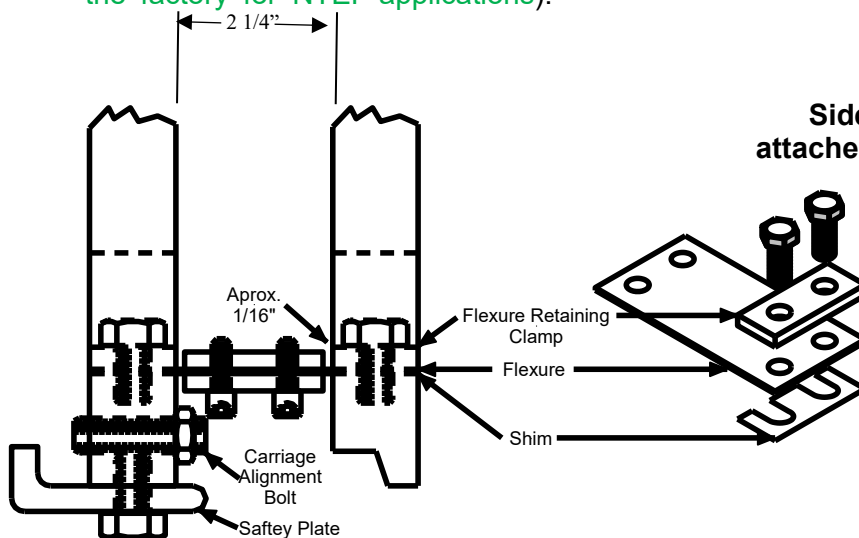 the factory for NTEP applications).
2 1/4”
Side
attache
Aprox.
1/16"
Flexure Retaining
Clamp
Flexure
Shim
Carriage
Alignment
Bolt
Saftey Plate